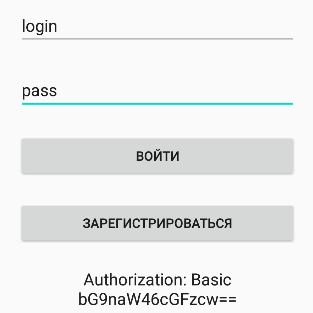 login
pass
ВОЙТИ
ЗАРЕГИСТРИРОВАТЬСЯ
Authorization: Basic
bG9naW46cGFzcw==